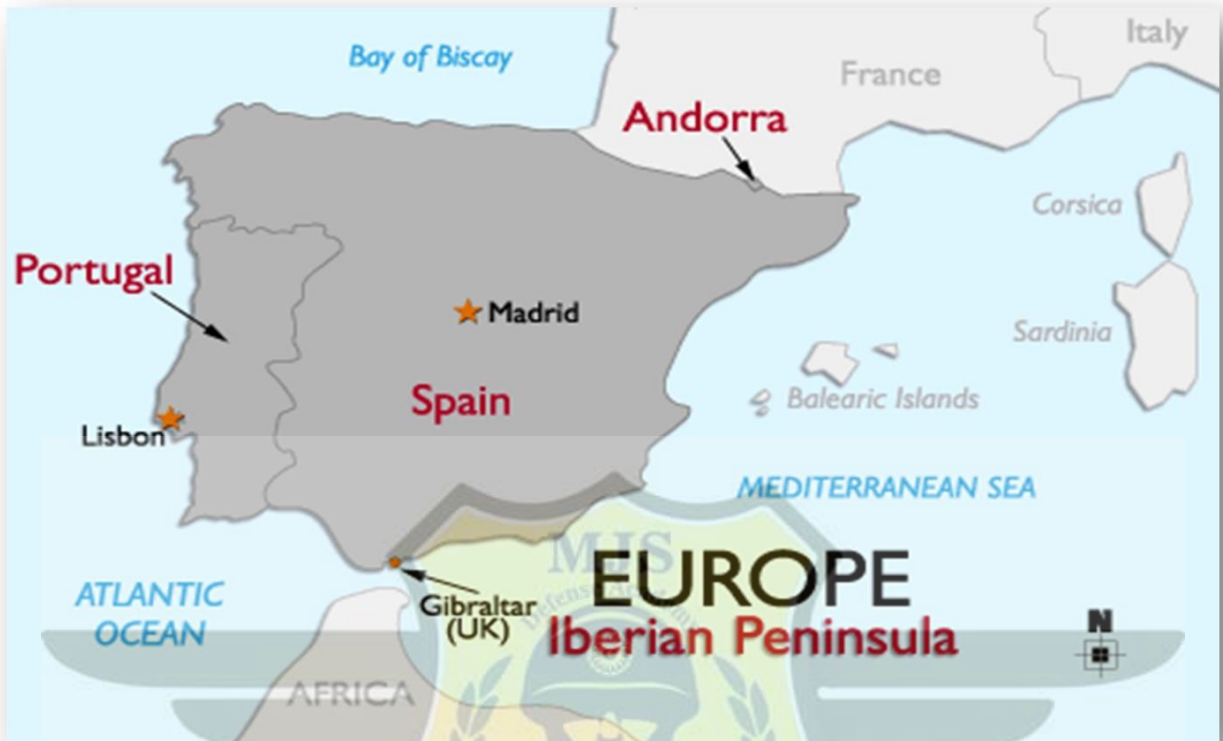 Bay of Biscay
Italy
France
Andorra
Corsica
Portugal
Madrid
Sardinia
Spain
Balearic Islands
Lisbon
MEDITERRANEAN SEA
MJS
EUROPE
ATLANTIC
OCEAN
Gibraltar
(UK)
Iberian Peninsula
N
AFRICA